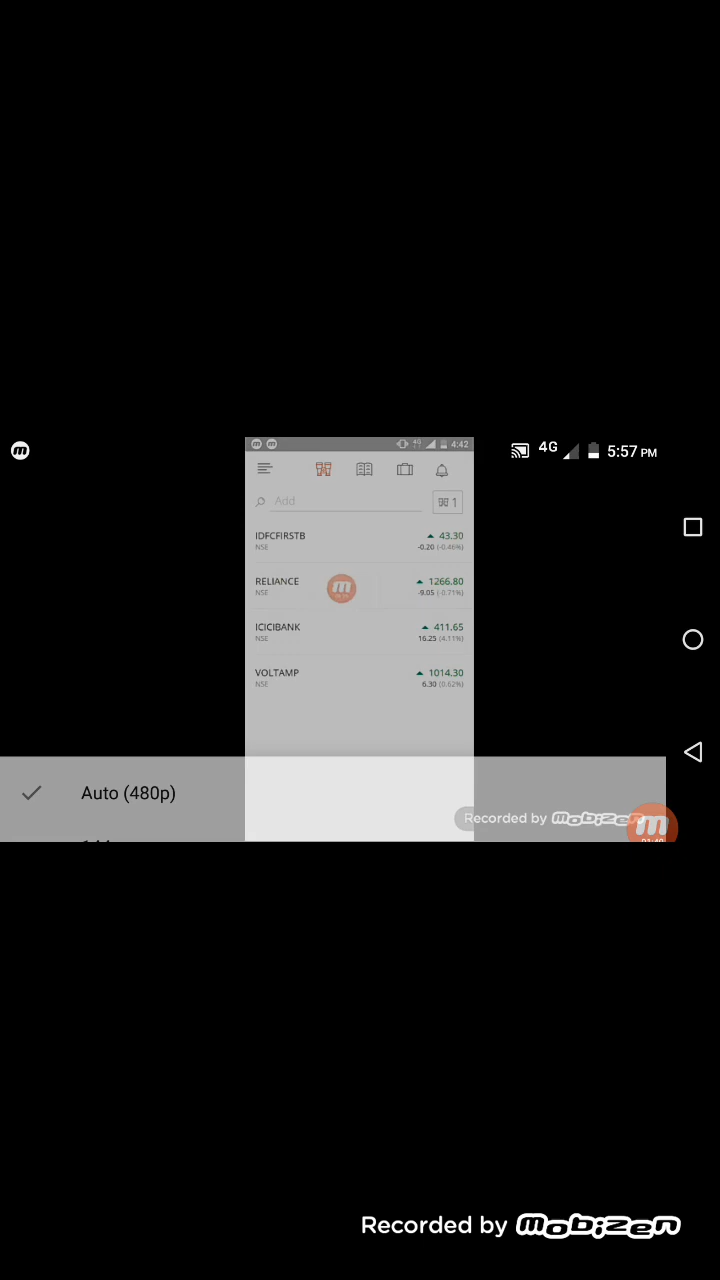 4G 5:57 PM
4G 4:42
Add
1
IDFCFIRSTB 43.30
NSE -0.20 (-0.46%)
RELIANCE 1266.80
NSE -9.05 (-0.71%)
ICICIBANK 411.65
NSE 16.25 (4.11%)
VOLTAMP 1014.30
NSE 6.30 (0.62%)
Auto (480p)
Recorded by mobizen
Recorded by mobizen